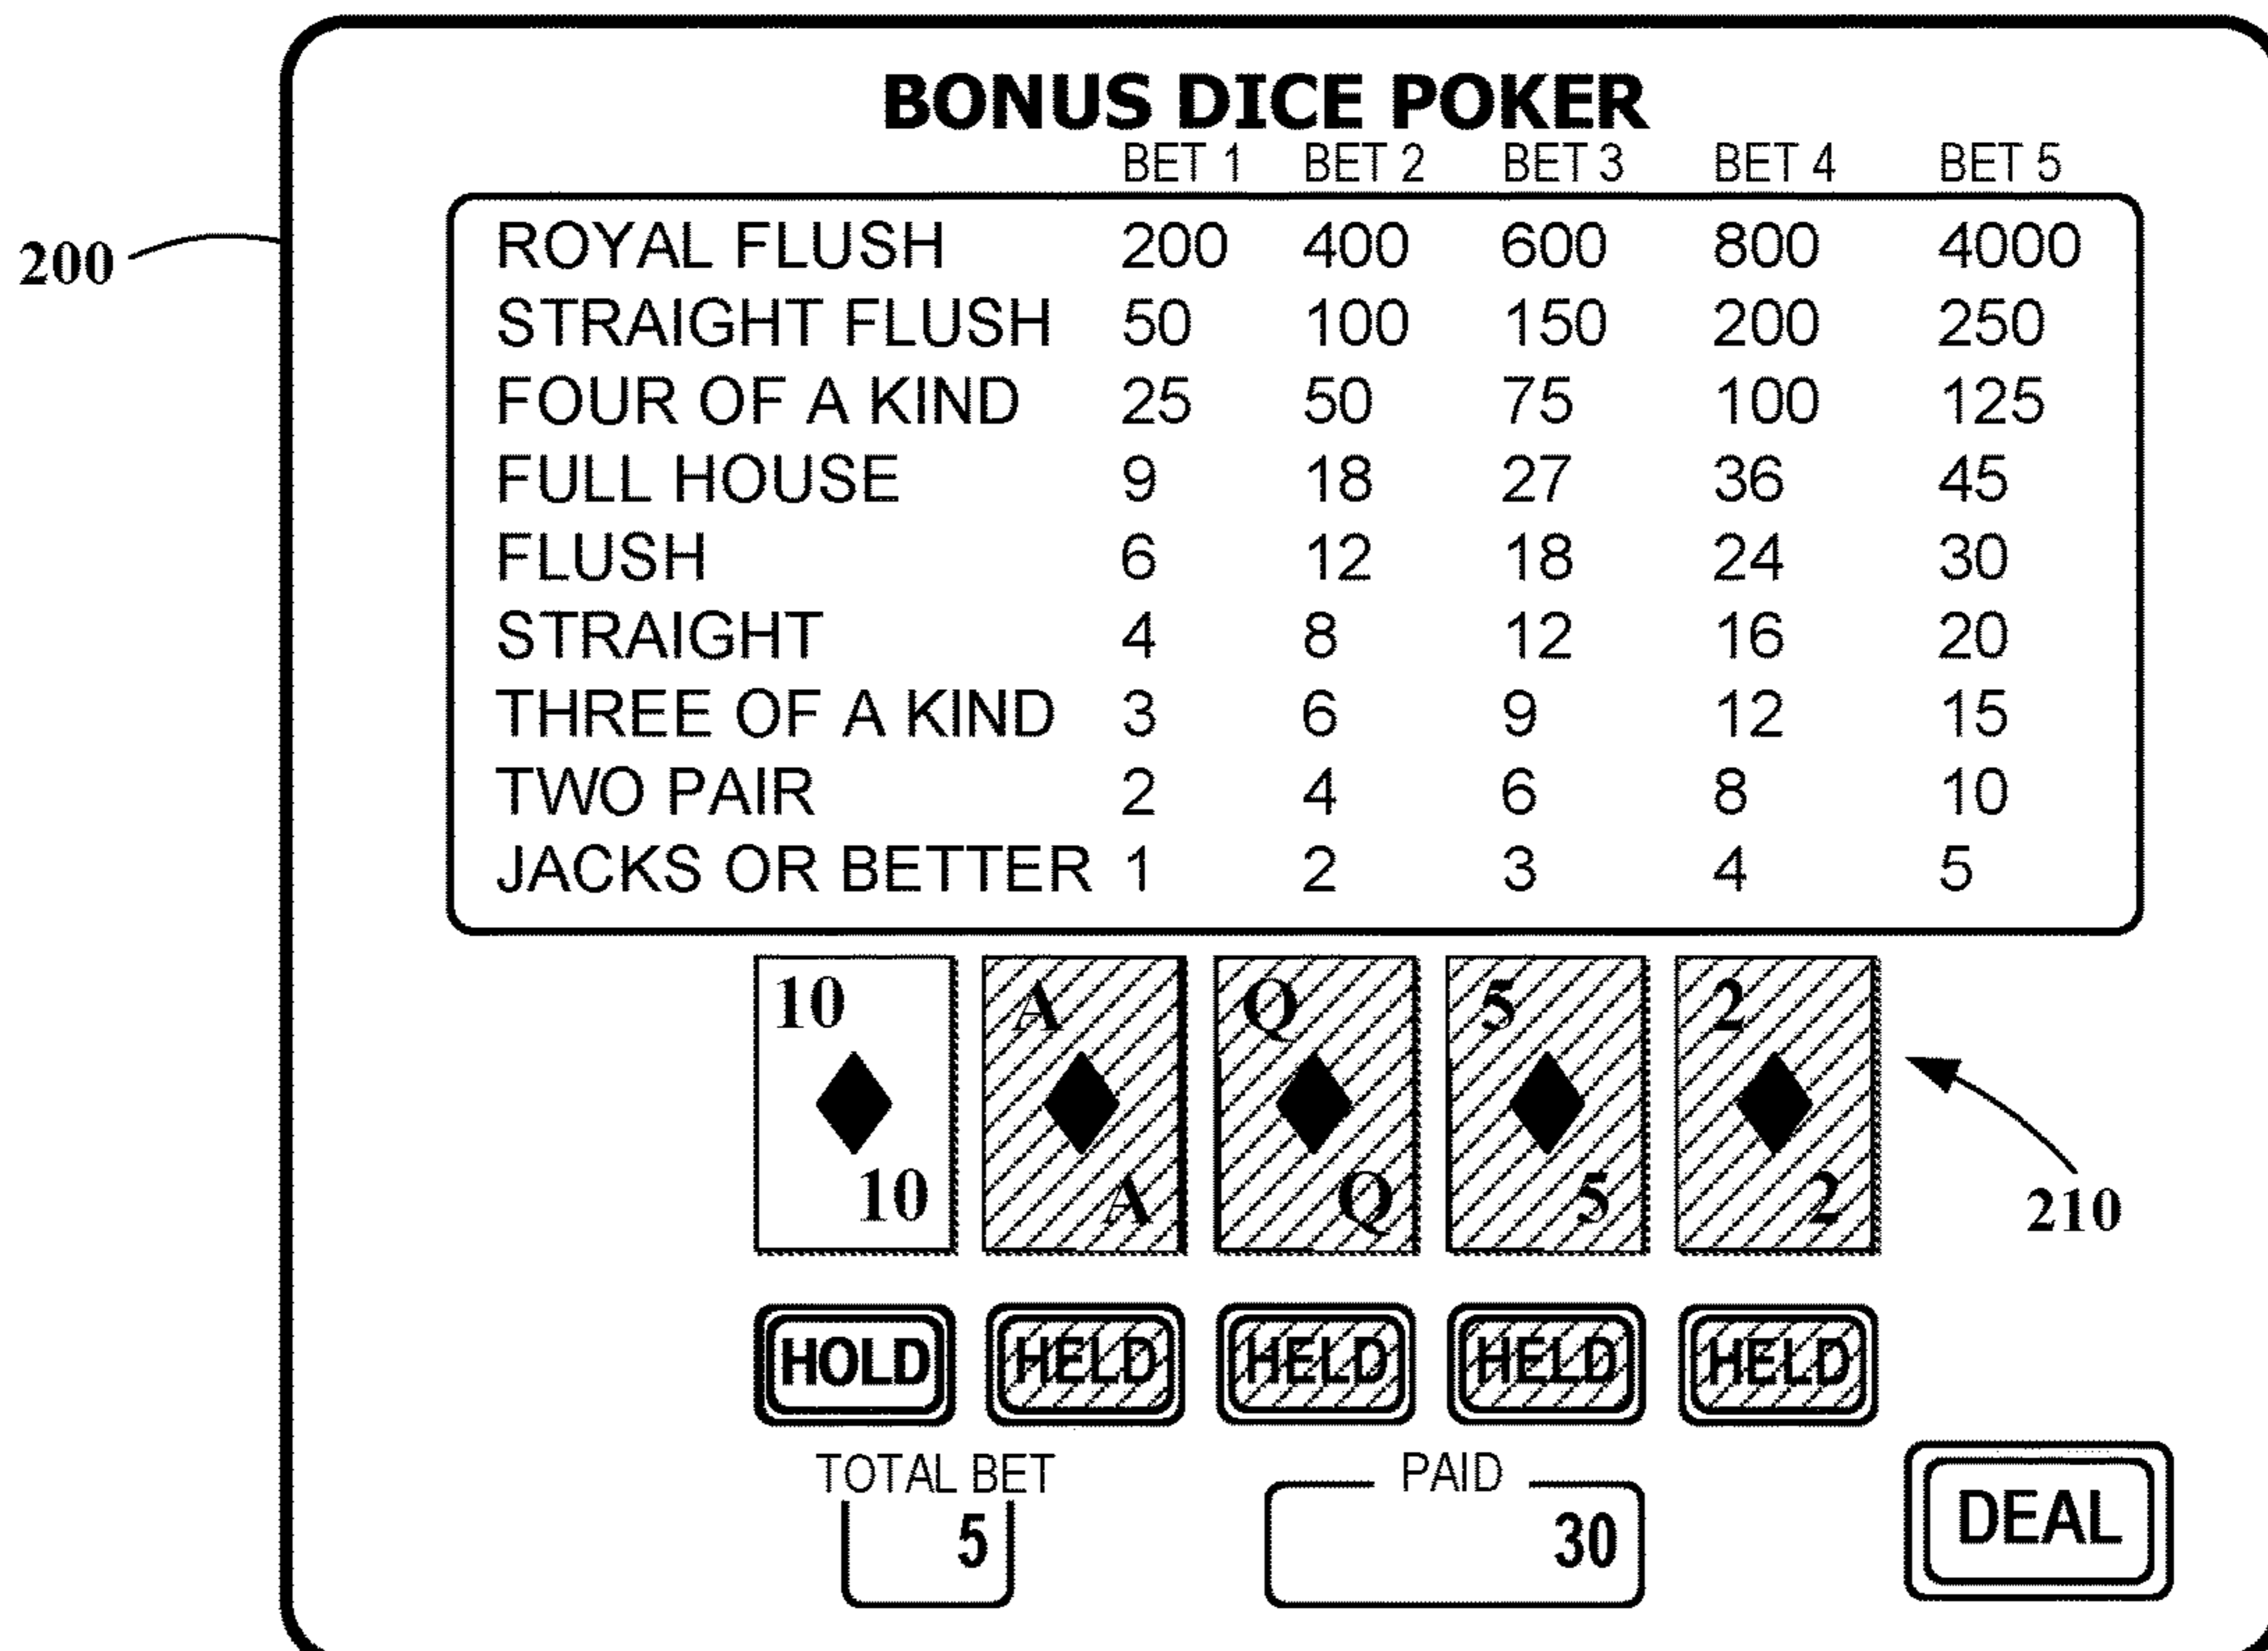 BONUS DICE POKER
BET 1 BET 2 BET 3 BET 4 BET 5
200
ROYAL FLUSH 200 400 600 800 4000
STRAIGHT FLUSH 50 100 150 200 250
FOUR OF A KIND 25 50 75 100 125
FULL HOUSE 9 18 27 36 45
FLUSH 6 12 18 24 30
STRAIGHT 4 8 12 16 20
THREE OF A KIND 3 6 9 12 15
TWO PAIR 2 4 6 8 10
JACKS OR BETTER 1 2 3 4 5
10 A Q 5 2
10 A Q 5 2
210
HOLD HELD HELD HELD HELD
TOTAL BET PAID
5 30 DEAL